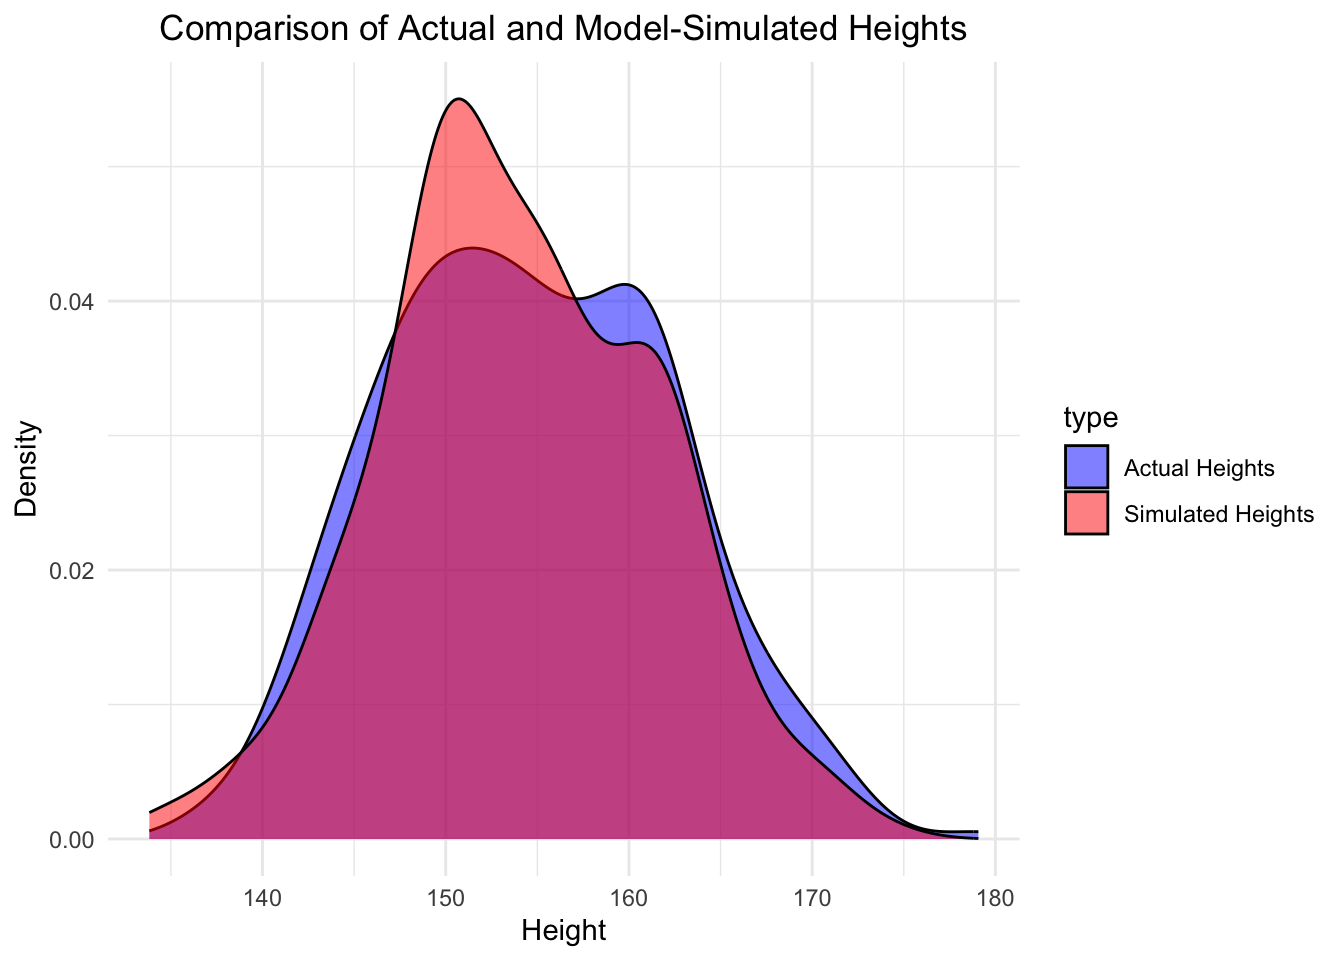 Comparison of Actual and Model-Simulated Heights
Density
0.04
0.02
0.00
140 150 160 170 180
Height
type
Actual Heights
Simulated Heights